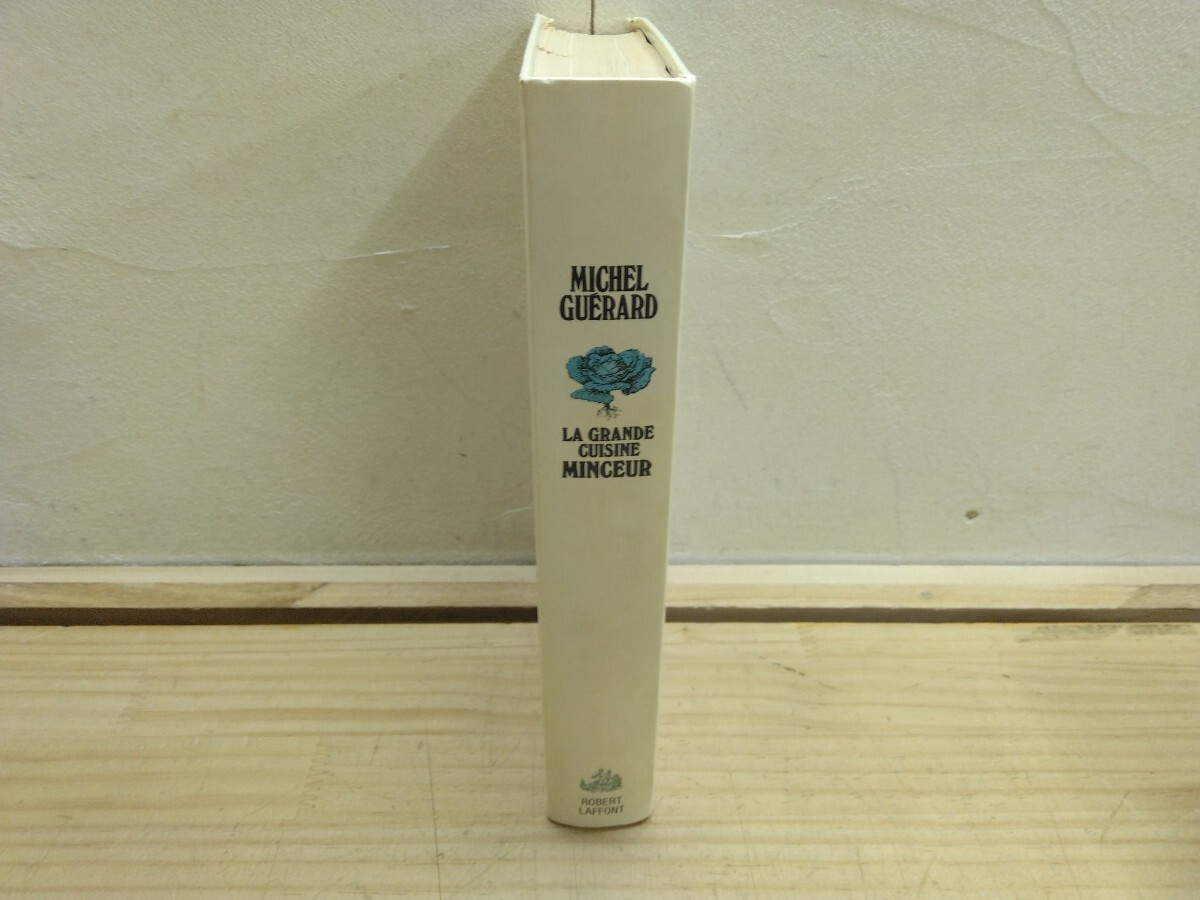 MICHEL
GUÉRARD
LA GRANDE
CUISINE
MINCEUR
ROBERT
LAFFONT